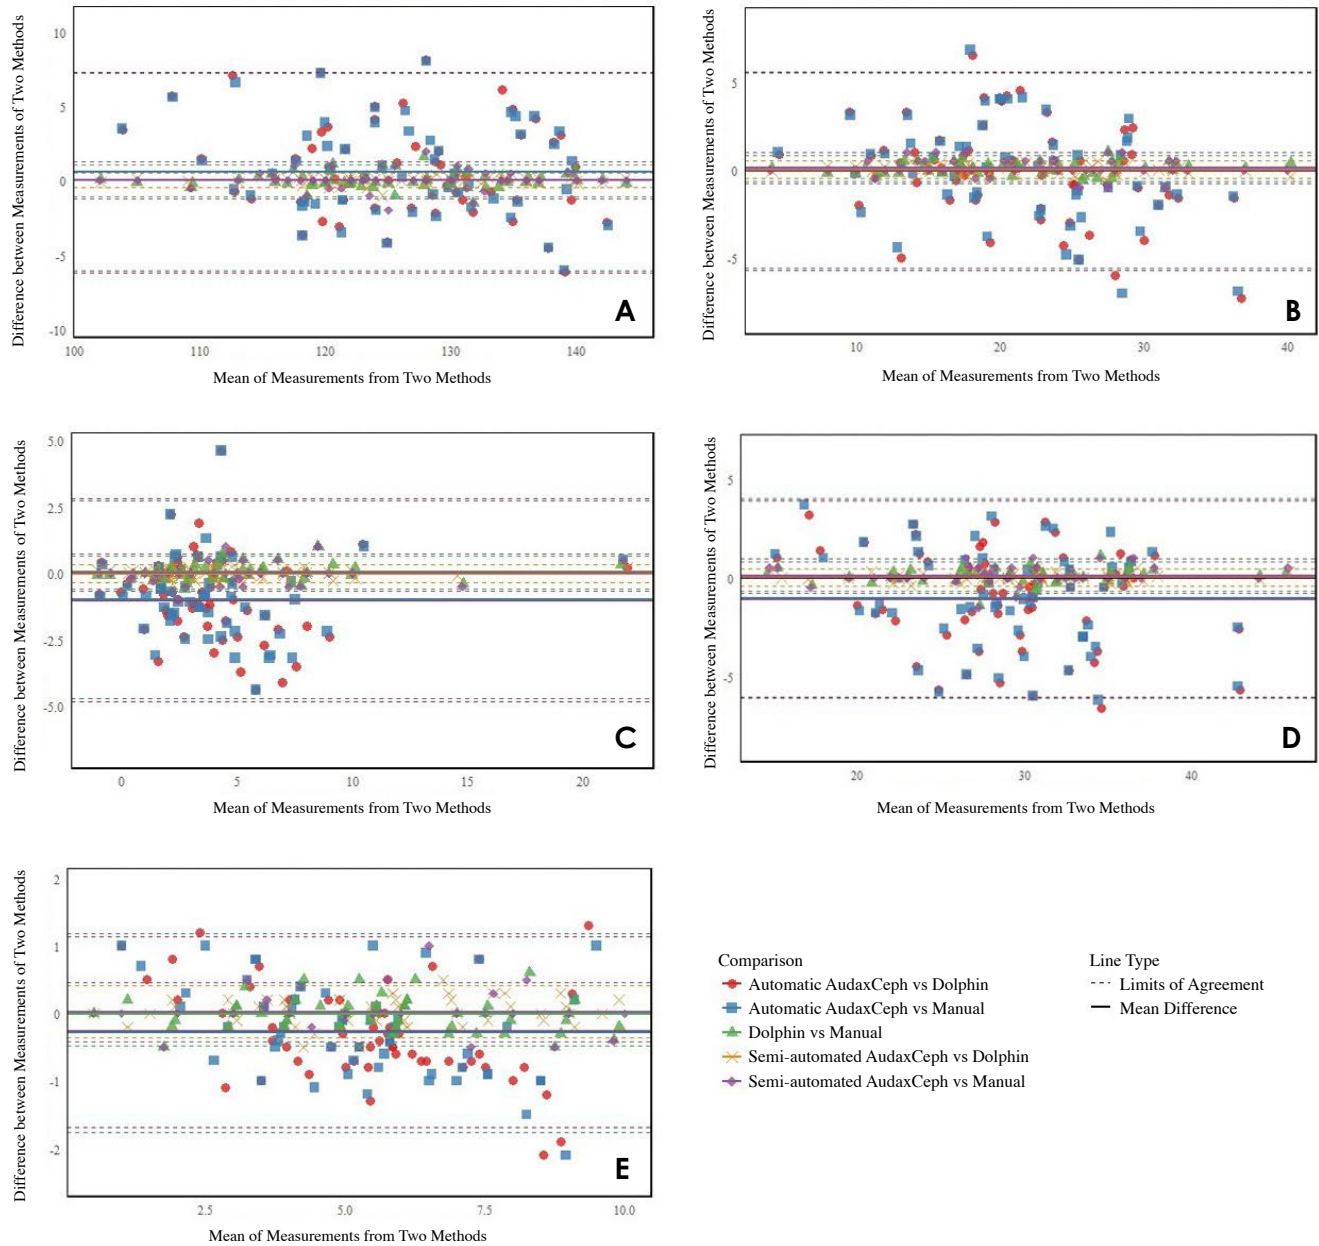 Difference between Measurements of Two Methods
10
5
0
-5
-10
A
100 110 120 130 140
Mean of Measurements from Two Methods
Difference between Measurements of Two Methods
5
0
-5
B
10 20 30 40
Mean of Measurements from Two Methods
Difference between Measurements of Two Methods
5.0
2.5
0.0
-2.5
-5.0
C
0 5 10 15 20
Mean of Measurements from Two Methods
Difference between Measurements of Two Methods
5
0
-5
D
20 30 40
Mean of Measurements from Two Methods
Difference between Measurements of Two Methods
2
1
0
-1
-2
E
2.5 5.0 7.5 10.0
Mean of Measurements from Two Methods
Comparison
Automatic AudaxCeph vs Dolphin
Automatic AudaxCeph vs Manual
Dolphin vs Manual
Semi-automated AudaxCeph vs Dolphin
Semi-automated AudaxCeph vs Manual
Line Type
Limits of Agreement
Mean Difference